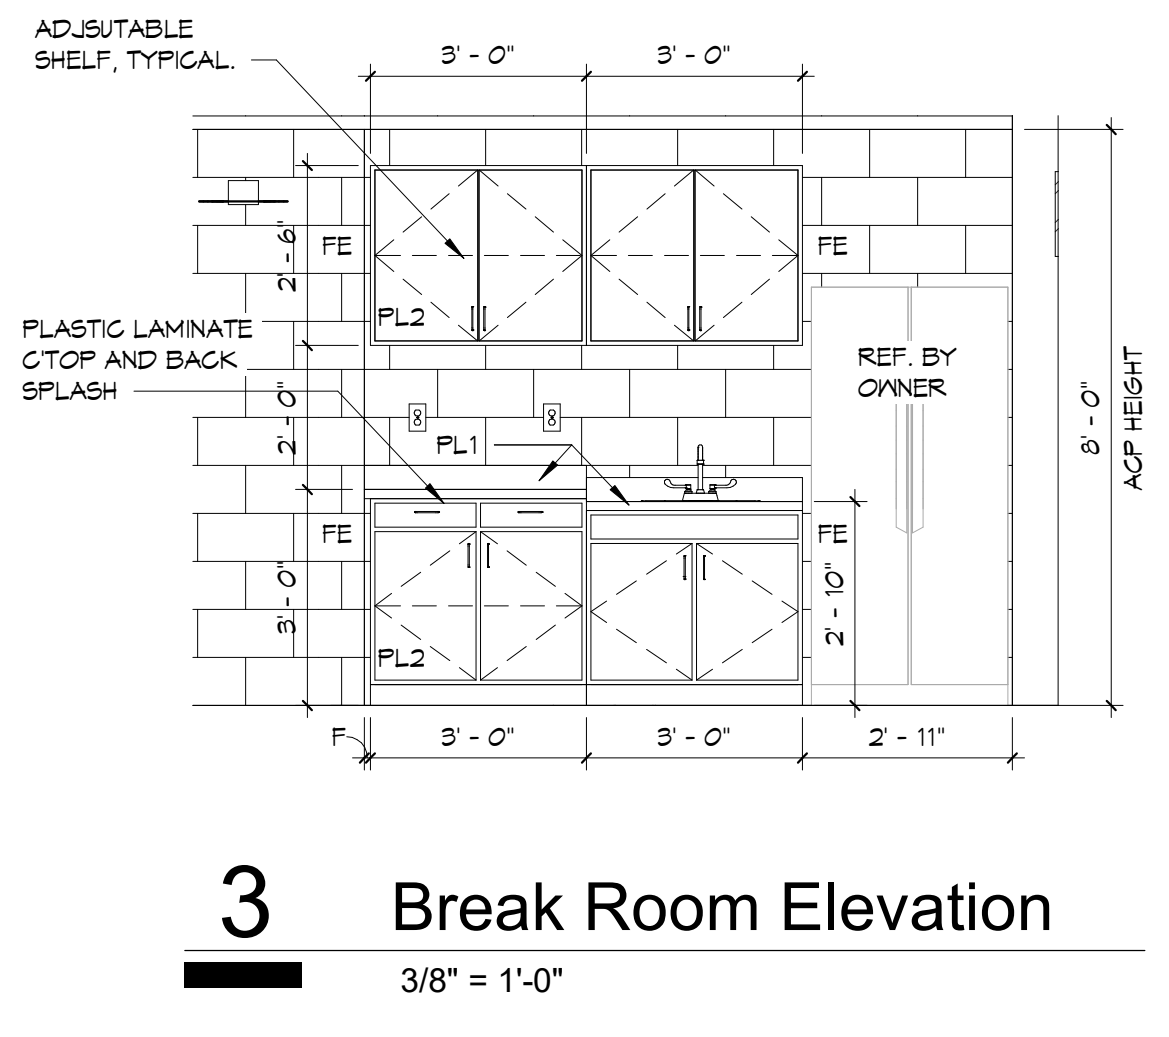 ADJSUTABLE
SHELF, TYPICAL.
3' - 0"
3' - 0"
2' - 6"
FE
FE
PL2
PLASTIC LAMINATE
C'TOP AND BACK
SPLASH
REF. BY
OWNER
2' - 0"
8' - 0"
ACP HEIGHT
PL1
FE
FE
3' - 0"
2' - 10"
PL2
F
3' - 0"
3' - 0"
2' - 11"
3
Break Room Elevation
3/8" = 1'-0"